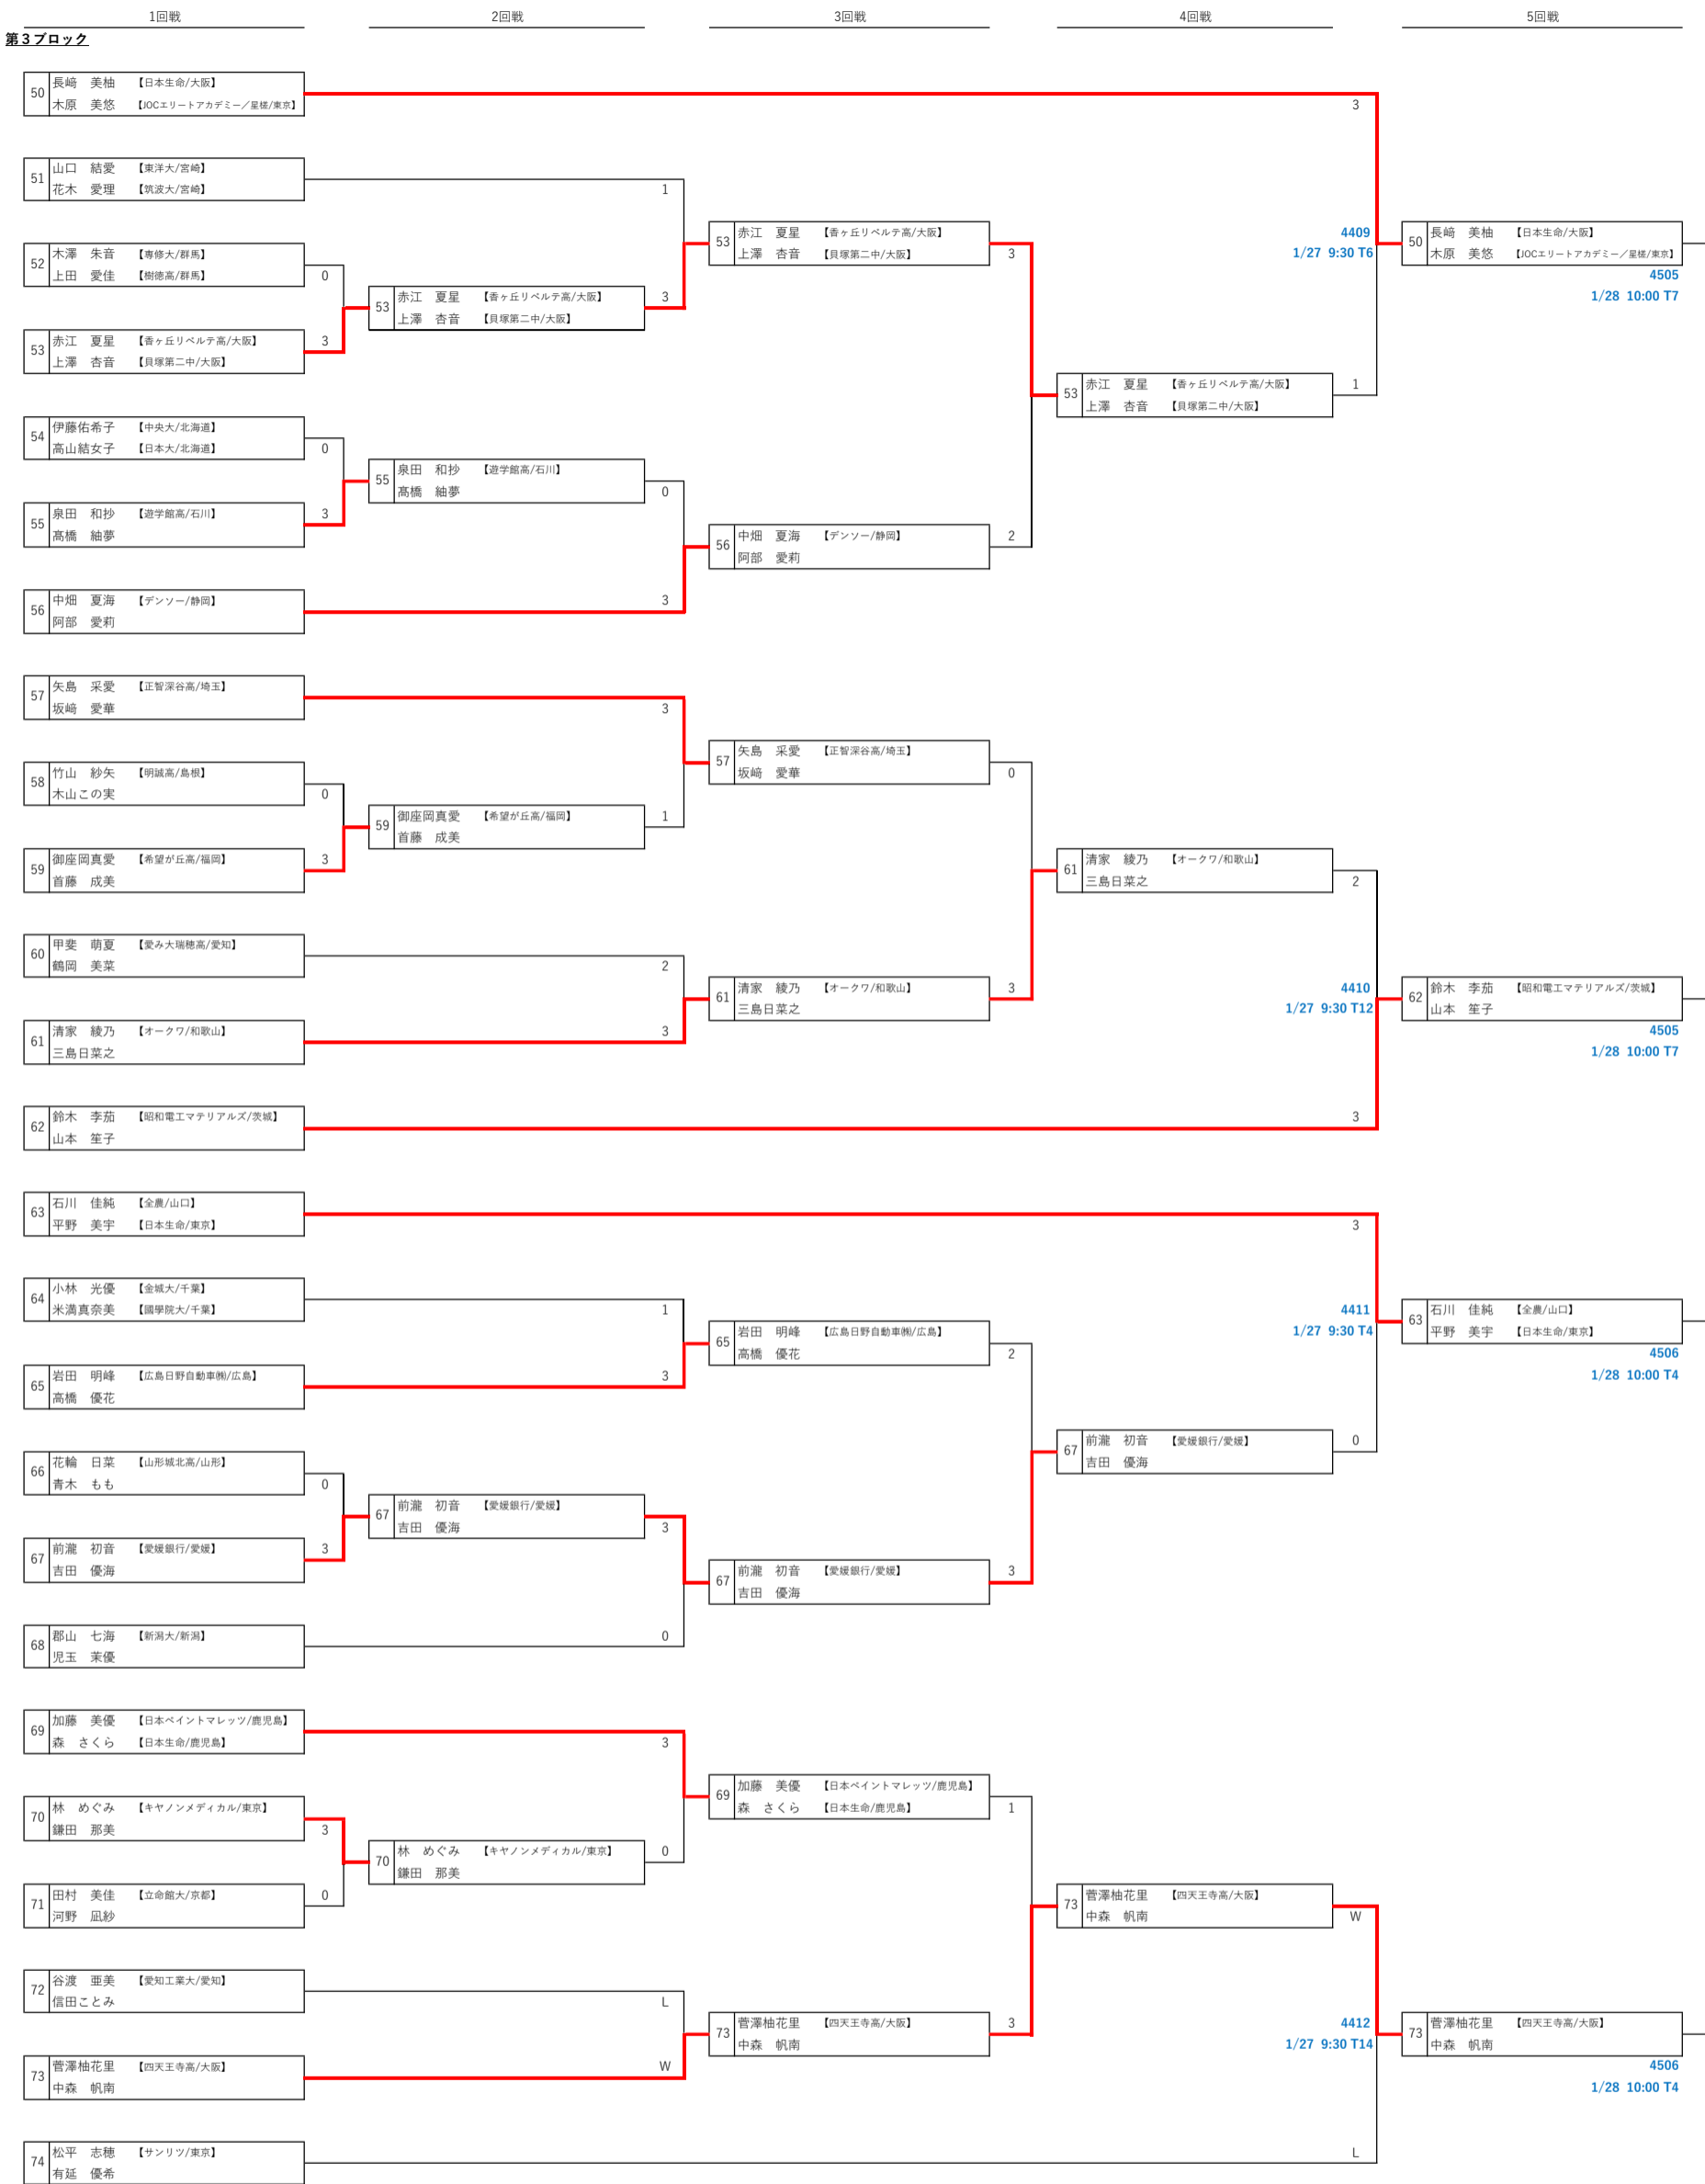 1回戦 2回戦 3回戦 4回戦 5回戦
第３ブロック
50 長﨑　美柚 【日本生命/大阪】
木原　美悠 【JOCエリートアカデミー／星槎/東京】
3
51 山口　結愛 【東洋大/宮崎】
花木　愛理 【筑波大/宮崎】
1
52 木澤　朱音 【専修大/群馬】
上田　愛佳 【樹徳高/群馬】
0
53 赤江　夏星 【香ヶ丘リベルテ高/大阪】
上澤　杏音 【貝塚第二中/大阪】
3
53 赤江　夏星 【香ヶ丘リベルテ高/大阪】
上澤　杏音 【貝塚第二中/大阪】
3
53 赤江　夏星 【香ヶ丘リベルテ高/大阪】
上澤　杏音 【貝塚第二中/大阪】
3
4409
1/27 9:30 T6
50 長﨑　美柚 【日本生命/大阪】
木原　美悠 【JOCエリートアカデミー／星槎/東京】
4505
1/28 10:00 T7
53 赤江　夏星 【香ヶ丘リベルテ高/大阪】
上澤　杏音 【貝塚第二中/大阪】
1
54 伊藤佑希子 【中央大/北海道】
高山結女子 【日本大/北海道】
0
55 泉田　和抄 【遊学館高/石川】
髙橋　紬夢
3
55 泉田　和抄 【遊学館高/石川】
髙橋　紬夢
0
56 中畑　夏海 【デンソー/静岡】
阿部　愛莉
2
56 中畑　夏海 【デンソー/静岡】
阿部　愛莉
3
57 矢島　采愛 【正智深谷高/埼玉】
坂﨑　愛華
3
57 矢島　采愛 【正智深谷高/埼玉】
坂﨑　愛華
0
58 竹山　紗矢 【明誠高/島根】
木山この実
0
59 御座岡真愛 【希望が丘高/福岡】
首藤　成美
1
59 御座岡真愛 【希望が丘高/福岡】
首藤　成美
3
61 清家　綾乃 【オークワ/和歌山】
三島日菜之
2
60 甲斐　萌夏 【愛み大瑞穂高/愛知】
鶴岡　美菜
2
61 清家　綾乃 【オークワ/和歌山】
三島日菜之
3
4410
1/27 9:30 T12
62 鈴木　李茄 【昭和電工マテリアルズ/茨城】
山本　笙子
4505
1/28 10:00 T7
61 清家　綾乃 【オークワ/和歌山】
三島日菜之
3
62 鈴木　李茄 【昭和電工マテリアルズ/茨城】
山本　笙子
3
63 石川　佳純 【全農/山口】
平野　美宇 【日本生命/東京】
3
64 小林　光優 【金城大/千葉】
米満真奈美 【國學院大/千葉】
1
65 岩田　明峰 【広島日野自動車㈱/広島】
高橋　優花
2
4411
1/27 9:30 T4
63 石川　佳純 【全農/山口】
平野　美宇 【日本生命/東京】
4506
1/28 10:00 T4
65 岩田　明峰 【広島日野自動車㈱/広島】
高橋　優花
3
67 前瀧　初音 【愛媛銀行/愛媛】
吉田　優海
0
66 花輪　日菜 【山形城北高/山形】
青木　もも
0
67 前瀧　初音 【愛媛銀行/愛媛】
吉田　優海
3
67 前瀧　初音 【愛媛銀行/愛媛】
吉田　優海
3
67 前瀧　初音 【愛媛銀行/愛媛】
吉田　優海
3
68 郡山　七海 【新潟大/新潟】
児玉　茉優
0
69 加藤　美優 【日本ペイントマレッツ/鹿児島】
森　さくら 【日本生命/鹿児島】
3
69 加藤　美優 【日本ペイントマレッツ/鹿児島】
森　さくら 【日本生命/鹿児島】
1
70 林　めぐみ 【キヤノンメディカル/東京】
鎌田　那美
3
70 林　めぐみ 【キヤノンメディカル/東京】
鎌田　那美
0
71 田村　美佳 【立命館大/京都】
河野　凪紗
0
73 菅澤柚花里 【四天王寺高/大阪】
中森　帆南
W
72 谷渡　亜美 【愛知工業大/愛知】
信田ことみ
L
73 菅澤柚花里 【四天王寺高/大阪】
中森　帆南
3
4412
1/27 9:30 T14
73 菅澤柚花里 【四天王寺高/大阪】
中森　帆南
4506
1/28 10:00 T4
73 菅澤柚花里 【四天王寺高/大阪】
中森　帆南
W
74 松平　志穂 【サンリツ/東京】
有延　優希
L